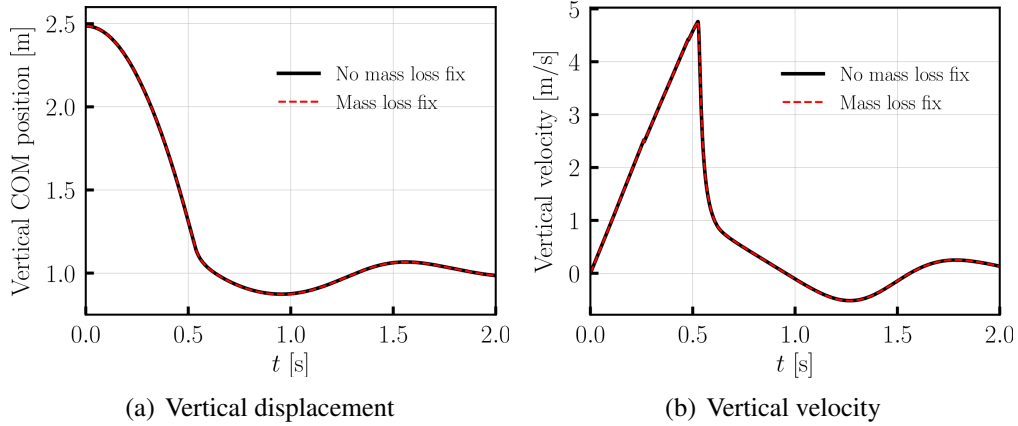 Vertical COM position [m]
2.5
2.0
1.5
1.0
0.0
0.5
1.0
1.5
2.0
t [s]
No mass loss fix
Mass loss fix
(a) Vertical displacement
Vertical velocity [m/s]
5
4
3
2
1
0
0.0
0.5
1.0
1.5
2.0
t [s]
No mass loss fix
Mass loss fix
(b) Vertical velocity